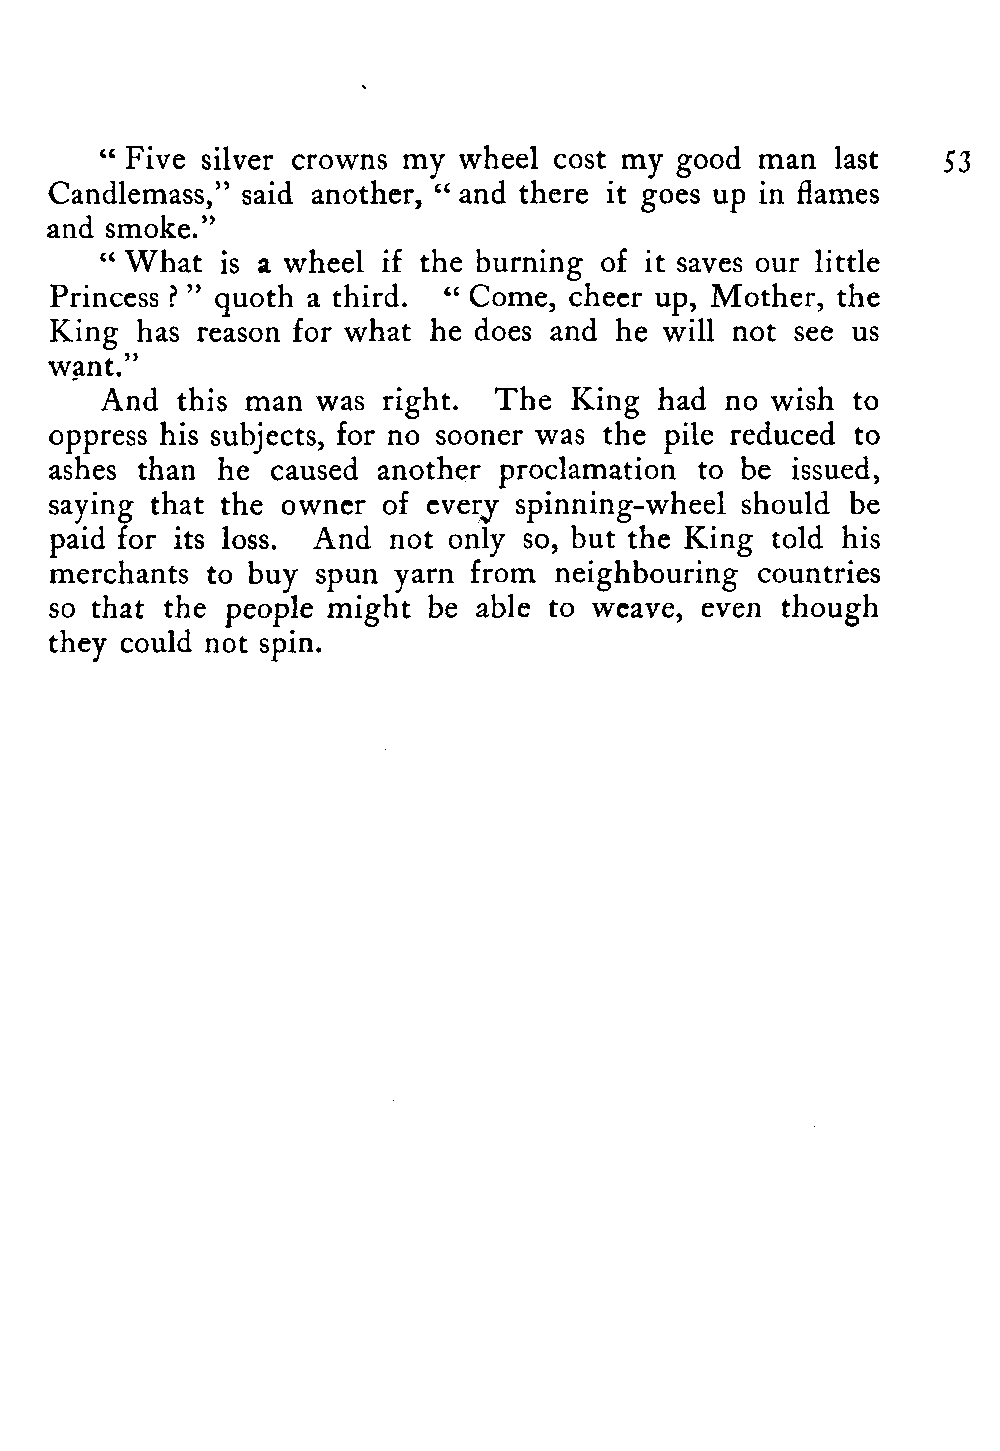 “ Five silver crowns my wheel cost my good man last 53
Candlemass,” said another, “ and there it goes up in flames
and smoke.”
“ What is a wheel if the burning of it saves our little
Princess ? ” quoth a third. “ Come, cheer up, Mother, the
King has reason for what he does and he will not see us
want.”
And this man was right. The King had no wish to
oppress his subjects, for no sooner was the pile reduced to
ashes than he caused another proclamation to be issued,
saying that the owner of every spinning-wheel should be
paid for its loss. And not only so, but the King told his
merchants to buy spun yarn from neighbouring countries
so that the people might be able to weave, even though
they could not spin.